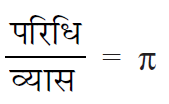 परिधि
व्यास = π